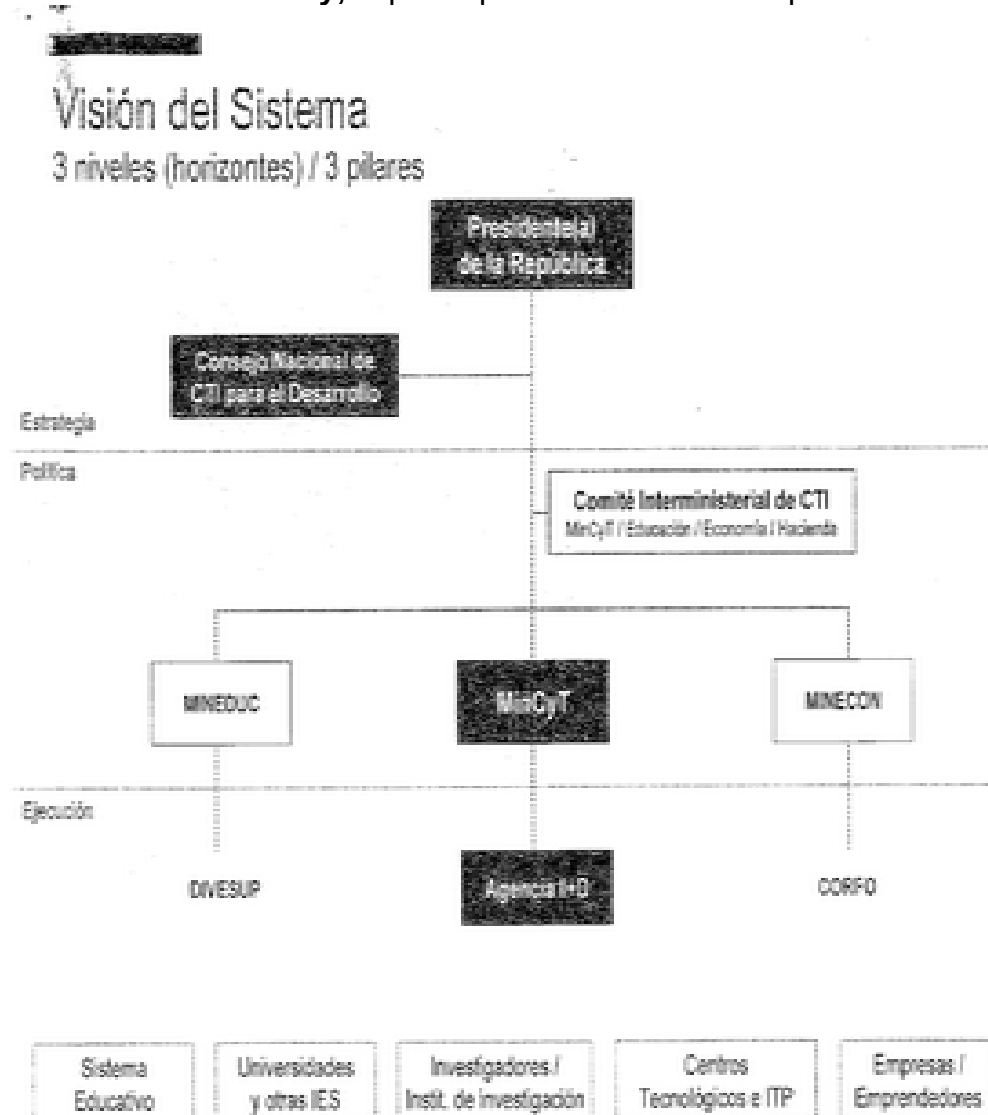 Visión del Sistema
3 niveles (horizontes) / 3 pilares
Presidente(a)
de la República
Consejo Nacional de
CTI para el Desarrollo
Estrategia
Política
Comité Interministerial de CTI
MinCyT / Educación / Economía / Hacienda
MINEDUC
MinCyT
MINECON
Ejecución
DIVESUP
Agencia I+D
CORFO
Sistema
Educativo
Universidades
y otras IES
Investigadores /
Instit. de Investigación
Centros
Tecnológicos e ITP
Empresas /
Emprendedores